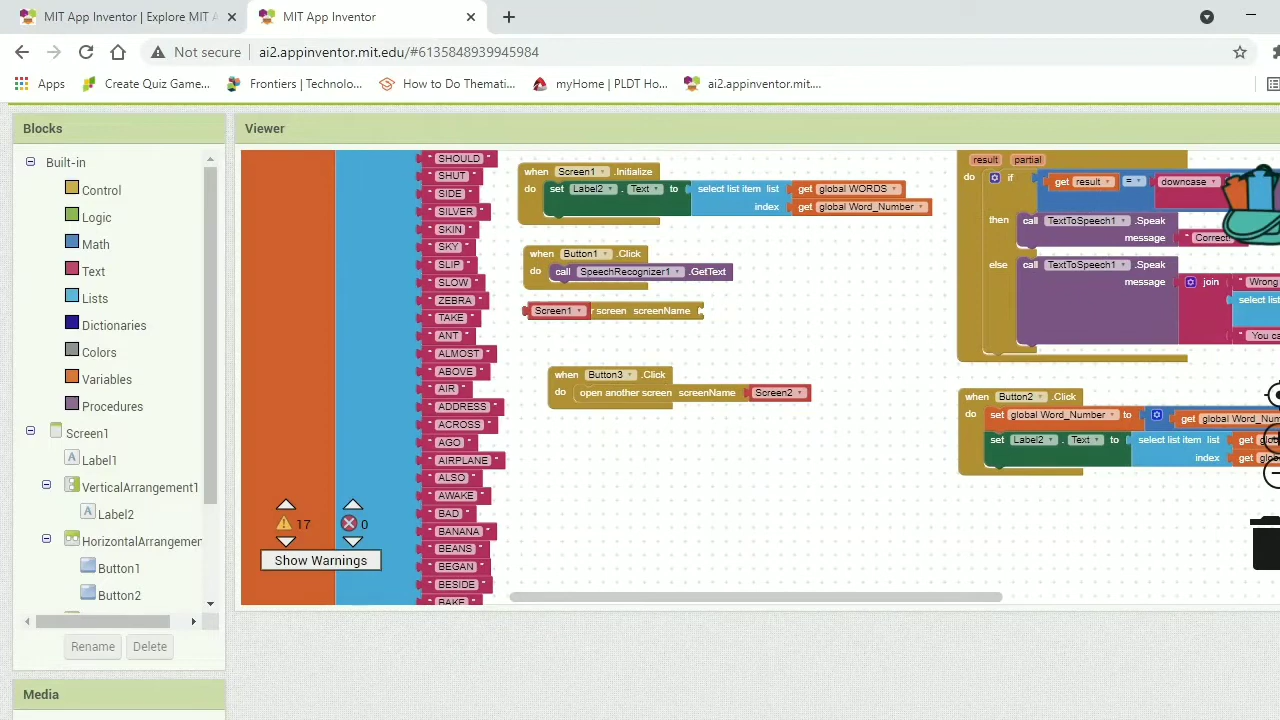 MIT App Inventor | Explore MIT A
MIT App Inventor
Not secure
ai2.appinventor.mit.edu/#6135848939945984
Apps
Create Quiz Game...
Frontiers | Technolo...
How to Do Themati...
myHome | PLDT Ho...
ai2.appinventor.mit....
Blocks
Built-in
Control
Logic
Math
Text
Lists
Dictionaries
Colors
Variables
Procedures
Screen1
Label1
VerticalArrangement1
Label2
HorizontalArrangemer
Button1
Button2
Rename
Delete
Media
Viewer
" SHOULD "
" SHUT "
" SIDE "
" SILVER "
" SKIN "
" SKY "
" SLIP "
" SLOW "
" ZEBRA "
" TAKE "
" ANT "
" ALMOST "
" ABOVE "
" AIR "
" ADDRESS "
" ACROSS "
" AGO "
" AIRPLANE "
" ALSO "
" AWAKE "
" BAD "
" BANANA "
" BEANS "
" BEGAN "
" BESIDE "
" BAKE "
17
0
Show Warnings
when Screen1 .Initialize
do set Label2 . Text to select list item list get global WORDS
index get global Word_Number
when Button1 .Click
do call SpeechRecognizer1 .GetText
Screen1 r screen screenName
when Button3 .Click
do open another screen screenName Screen2
result partial
do if get result = downcase
then call TextToSpeech1 .Speak
message " Correct!
else call TextToSpeech1 .Speak
message join " Wrong
select list
" You ca
when Button2 .Click
do set global Word_Number to get global Word_Num
set Label2 . Text to select list item list get glob
index get glob